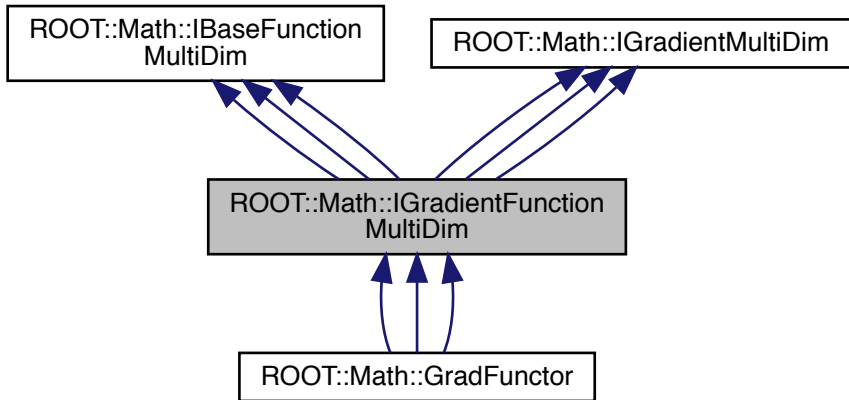 ROOT::Math::IBaseFunction
MultiDim
ROOT::Math::IGradientMultiDim
ROOT::Math::IGradientFunction
MultiDim
ROOT::Math::GradFunctor